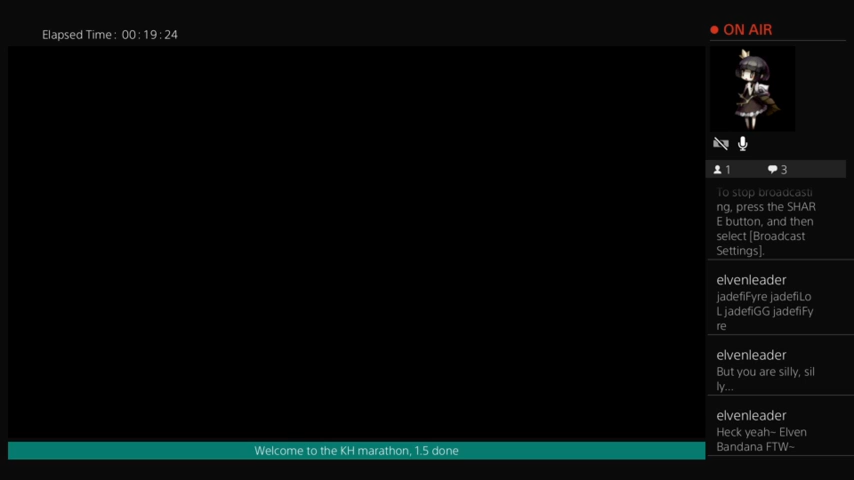 Elapsed Time: 00:19:24
ON AIR
1 3
To stop broadcasti
ng, press the SHAR
E button, and then
select [Broadcast
Settings].
elvenleader
jadefiFyre jadefiLo
L jadefiGG jadefiFy
re
elvenleader
But you are silly, sil
ly...
elvenleader
Heck yeah~ Elven
Bandana FTW~
Welcome to the KH marathon, 1.5 done